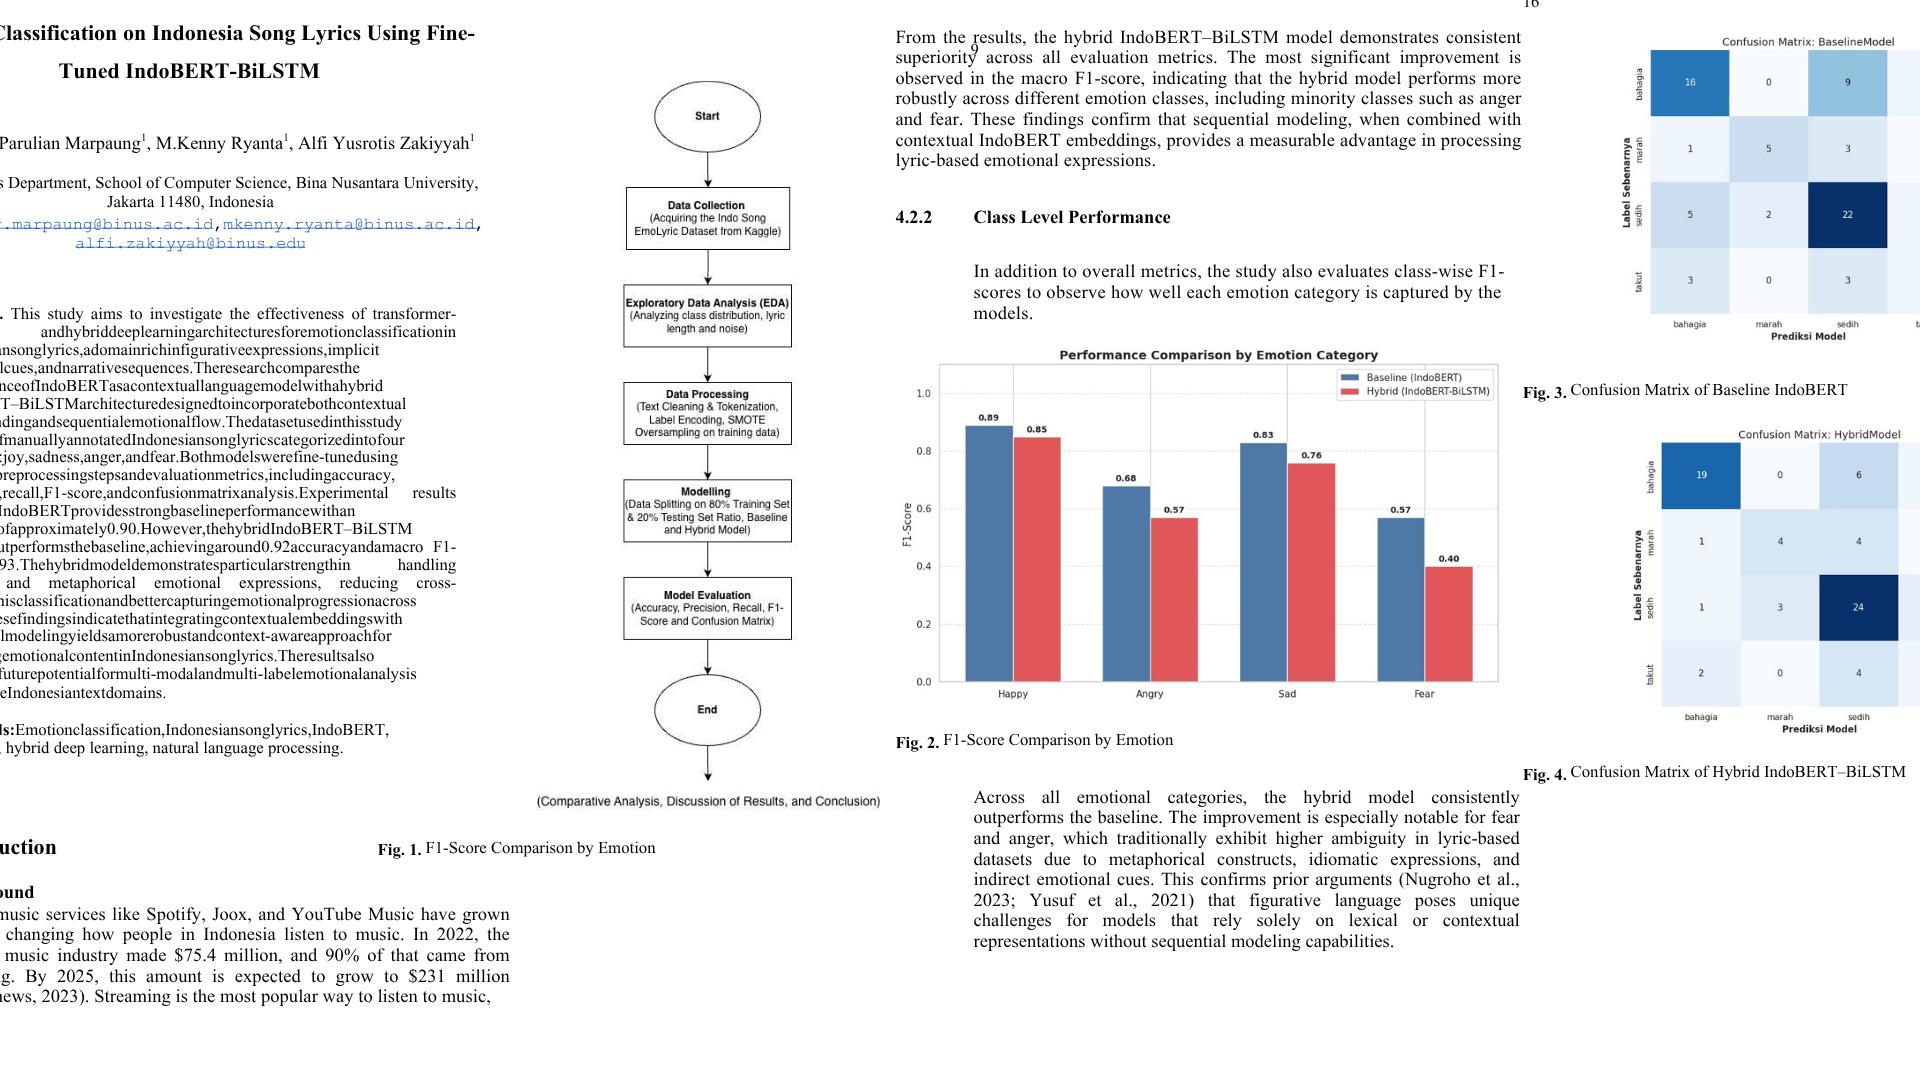 Classification on Indonesia Song Lyrics Using Fine-
Tuned IndoBERT-BiLSTM
Parulian Marpaung1, M.Kenny Ryanta1, Alfi Yusrotis Zakiyyah1
s Department, School of Computer Science, Bina Nusantara University,
Jakarta 11480, Indonesia
r.marpaung@binus.ac.id,mkenny.ryanta@binus.ac.id,
alfi.zakiyyah@binus.edu
. This study aims to investigate the effectiveness of transformer-
andhybriddeeplearningarchitecturesforemotionclassificationin
ansonglyrics,adomainrichinfigurativeexpressions,implicit
lcues,andnarrativesequences.Theresearchcomparesthe
nceofIndoBERTasacontextuallanguagemodelwithahybrid
T–BiLSTMarchitecturedesignedtoincorporatebothcontextual
ndingandsequentialemotionalflow.Thedatasetusedinthisstudy
fmanuallyannotatedIndonesiansonglyricscategorizedintofour
:joy,sadness,anger,andfear.Bothmodelswerefine-tunedusing
preprocessingstepsandevaluationmetrics,includingaccuracy,
,recall,F1-score,andconfusionmatrixanalysis.Experimental results
IndoBERTprovidesstrongbaselineperformancewithan
ofapproximately0.90.However,thehybridIndoBERT–BiLSTM
utperformsthebaseline,achievingaround0.92accuracyandamacro F1-
93.Thehybridmodeldemonstratesparticularstrengthin handling
and metaphorical emotional expressions, reducing cross-
misclassificationandbettercapturingemotionalprogressionacross
esefindingsindicatethatintegratingcontextualembeddingswith
lmodelingyieldsamorerobustandcontext-awareapproachfor
gemotionalcontentinIndonesiansonglyrics.Theresultsalso
futurepotentialformulti-modalandmulti-labelemotionalanalysis
eIndonesiantextdomains.
ds:Emotionclassification,Indonesiansonglyrics,IndoBERT,
, hybrid deep learning, natural language processing.
uction
ound
music services like Spotify, Joox, and YouTube Music have grown
changing how people in Indonesia listen to music. In 2022, the
music industry made $75.4 million, and 90% of that came from
g. By 2025, this amount is expected to grow to $231 million
news, 2023). Streaming is the most popular way to listen to music,
Start
Data Collection
(Acquiring the Indo Song
EmoLyric Dataset from Kaggle)
Exploratory Data Analysis (EDA)
(Analyzing class distribution, lyric
length and noise)
Data Processing
(Text Cleaning & Tokenization,
Label Encoding, SMOTE
Oversampling on training data)
Modelling
(Data Splitting on 80% Training Set
& 20% Testing Set Ratio, Baseline
and Hybrid Model)
Model Evaluation
(Accuracy, Precision, Recall, F1-
Score and Confusion Matrix)
End
(Comparative Analysis, Discussion of Results, and Conclusion)
Fig. 1. F1-Score Comparison by Emotion
9
From the results, the hybrid IndoBERT–BiLSTM model demonstrates consistent
superiority across all evaluation metrics. The most significant improvement is
observed in the macro F1-score, indicating that the hybrid model performs more
robustly across different emotion classes, including minority classes such as anger
and fear. These findings confirm that sequential modeling, when combined with
contextual IndoBERT embeddings, provides a measurable advantage in processing
lyric-based emotional expressions.
4.2.2 Class Level Performance
In addition to overall metrics, the study also evaluates class-wise F1-
scores to observe how well each emotion category is captured by the
models.
Performance Comparison by Emotion Category
Baseline (IndoBERT)
Hybrid (IndoBERT-BiLSTM)
F1-Score
1.0
0.8
0.6
0.4
0.2
0.0
0.89
0.85
0.68
0.57
0.83
0.76
0.57
0.40
Happy
Angry
Sad
Fear
Fig. 2. F1-Score Comparison by Emotion
Across all emotional categories, the hybrid model consistently
outperforms the baseline. The improvement is especially notable for fear
and anger, which traditionally exhibit higher ambiguity in lyric-based
datasets due to metaphorical constructs, idiomatic expressions, and
indirect emotional cues. This confirms prior arguments (Nugroho et al.,
2023; Yusuf et al., 2021) that figurative language poses unique
challenges for models that rely solely on lexical or contextual
representations without sequential modeling capabilities.
16
Confusion Matrix: BaselineModel
Label Sebenarnya
bahagia
16 0 9
marah
1 5 3
sedih
5 2 22
takut
3 0 3
bahagia marah sedih ta
Prediksi Model
Fig. 3. Confusion Matrix of Baseline IndoBERT
Confusion Matrix: HybridModel
Label Sebenarnya
bahagia
19 0 6
marah
1 4 4
sedih
1 3 24
takut
2 0 4
bahagia marah sedih
Prediksi Model
Fig. 4. Confusion Matrix of Hybrid IndoBERT–BiLSTM